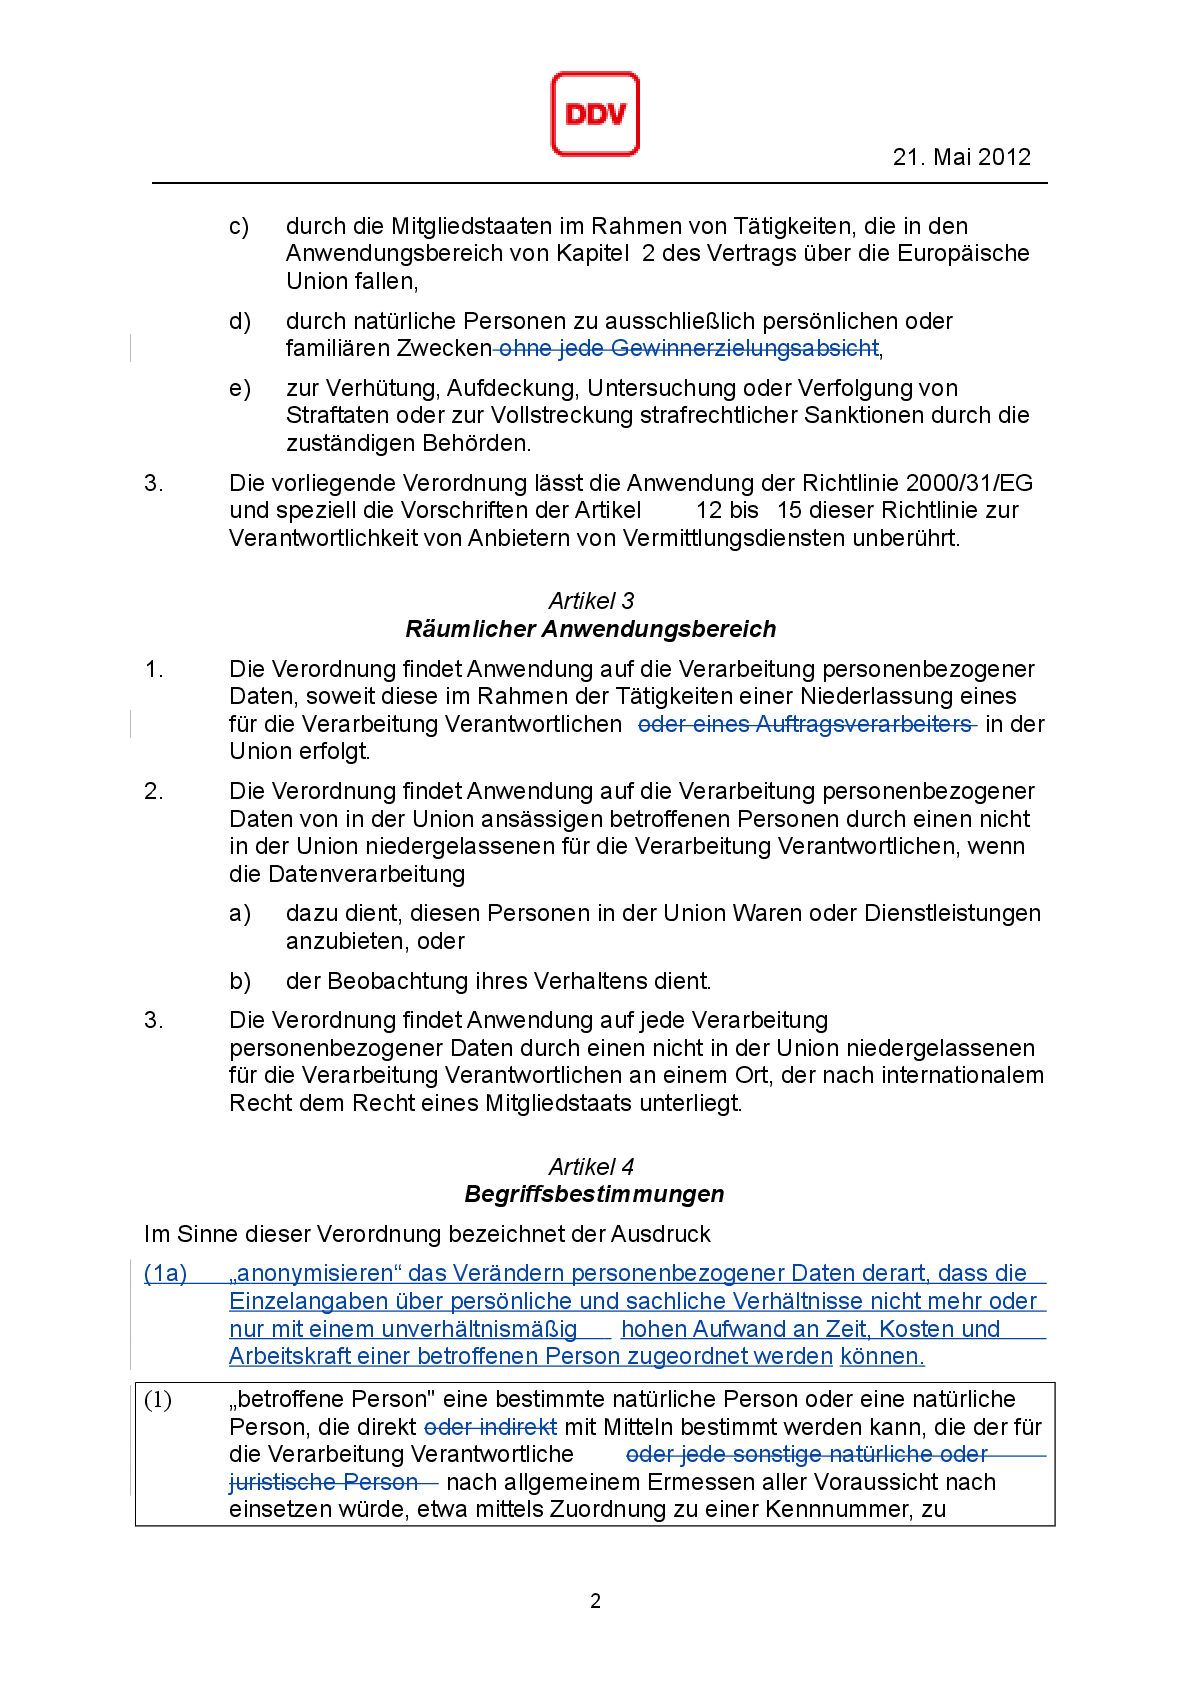 DDV
21. Mai 2012
c) durch die Mitgliedstaaten im Rahmen von Tätigkeiten, die in den
Anwendungsbereich von Kapitel 2 des Vertrags über die Europäische
Union fallen,
d) durch natürliche Personen zu ausschließlich persönlichen oder
familiären Zwecken ohne jede Gewinnerzielungsabsicht,
e) zur Verhütung, Aufdeckung, Untersuchung oder Verfolgung von
Straftaten oder zur Vollstreckung strafrechtlicher Sanktionen durch die
zuständigen Behörden.
3. Die vorliegende Verordnung lässt die Anwendung der Richtlinie 2000/31/EG
und speziell die Vorschriften der Artikel 12 bis 15 dieser Richtlinie zur
Verantwortlichkeit von Anbietern von Vermittlungsdiensten unberührt.
Artikel 3
Räumlicher Anwendungsbereich
1. Die Verordnung findet Anwendung auf die Verarbeitung personenbezogener
Daten, soweit diese im Rahmen der Tätigkeiten einer Niederlassung eines
für die Verarbeitung Verantwortlichen oder eines Auftragsverarbeiters in der
Union erfolgt.
2. Die Verordnung findet Anwendung auf die Verarbeitung personenbezogener
Daten von in der Union ansässigen betroffenen Personen durch einen nicht
in der Union niedergelassenen für die Verarbeitung Verantwortlichen, wenn
die Datenverarbeitung
a) dazu dient, diesen Personen in der Union Waren oder Dienstleistungen
anzubieten, oder
b) der Beobachtung ihres Verhaltens dient.
3. Die Verordnung findet Anwendung auf jede Verarbeitung
personenbezogener Daten durch einen nicht in der Union niedergelassenen
für die Verarbeitung Verantwortlichen an einem Ort, der nach internationalem
Recht dem Recht eines Mitgliedstaats unterliegt.
Artikel 4
Begriffsbestimmungen
Im Sinne dieser Verordnung bezeichnet der Ausdruck
(1a) „anonymisieren“ das Verändern personenbezogener Daten derart, dass die
Einzelangaben über persönliche und sachliche Verhältnisse nicht mehr oder
nur mit einem unverhältnismäßig hohen Aufwand an Zeit, Kosten und
Arbeitskraft einer betroffenen Person zugeordnet werden können.
(1) „betroffene Person" eine bestimmte natürliche Person oder eine natürliche
Person, die direkt oder indirekt mit Mitteln bestimmt werden kann, die der für
die Verarbeitung Verantwortliche oder jede sonstige natürliche oder
juristische Person nach allgemeinem Ermessen aller Voraussicht nach
einsetzen würde, etwa mittels Zuordnung zu einer Kennnummer, zu
2